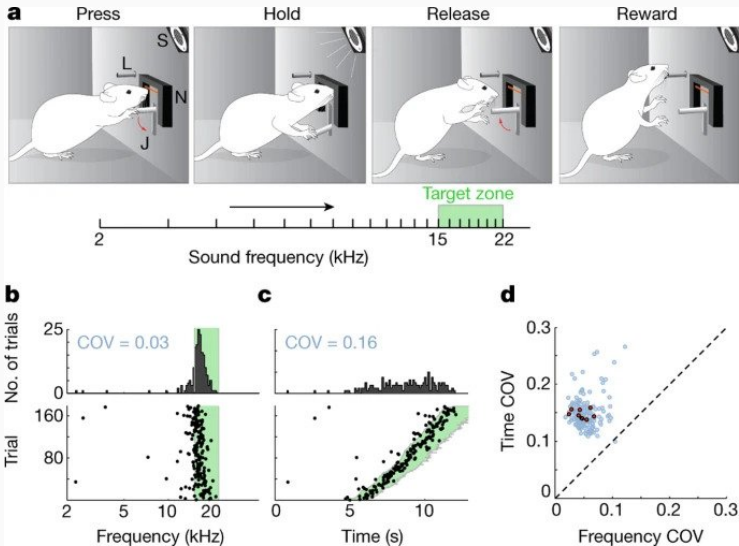 a
Press Hold Release Reward
S
L
N
J
Target zone
2 15 22
Sound frequency (kHz)
b
No. of trials
25
0
COV = 0.03
Trial
160
80
2 5 10 20
Frequency (kHz)
c
COV = 0.16
5 10
Time (s)
d
Time COV
0.3
0.2
0.1
0
0 0.1 0.2 0.3
Frequency COV